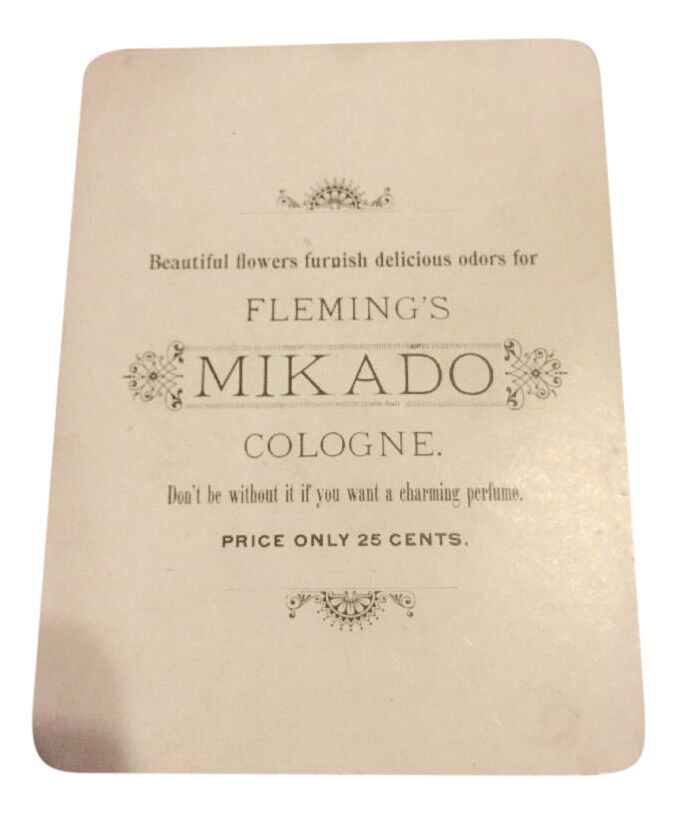 Beautiful flowers furnish delicious odors for
FLEMING'S
MIKADO
COLOGNE.
Don't be without it if you want a charming perfume.
PRICE ONLY 25 CENTS.